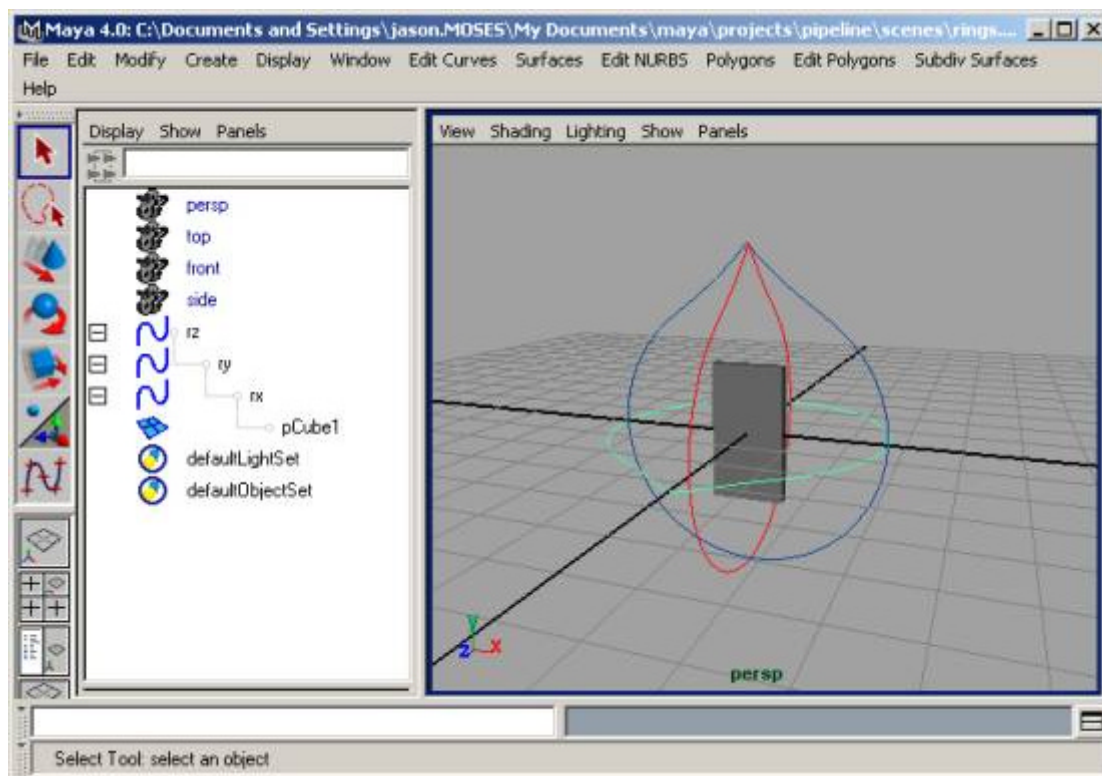 Maya 4.0: C:\Documents and Settings\jason.MOSES\My Documents\maya\projects\pipeline\scenes\rings....
File Edit Modify Create Display Window Edit Curves Surfaces Edit NURBS Polygons Edit Polygons Subdiv Surfaces
Help
Display Show Panels
persp
top
front
side
rz
ry
rx
pCube1
defaultLightSet
defaultObjectSet
View Shading Lighting Show Panels
y
z x
persp
Select Tool: select an object